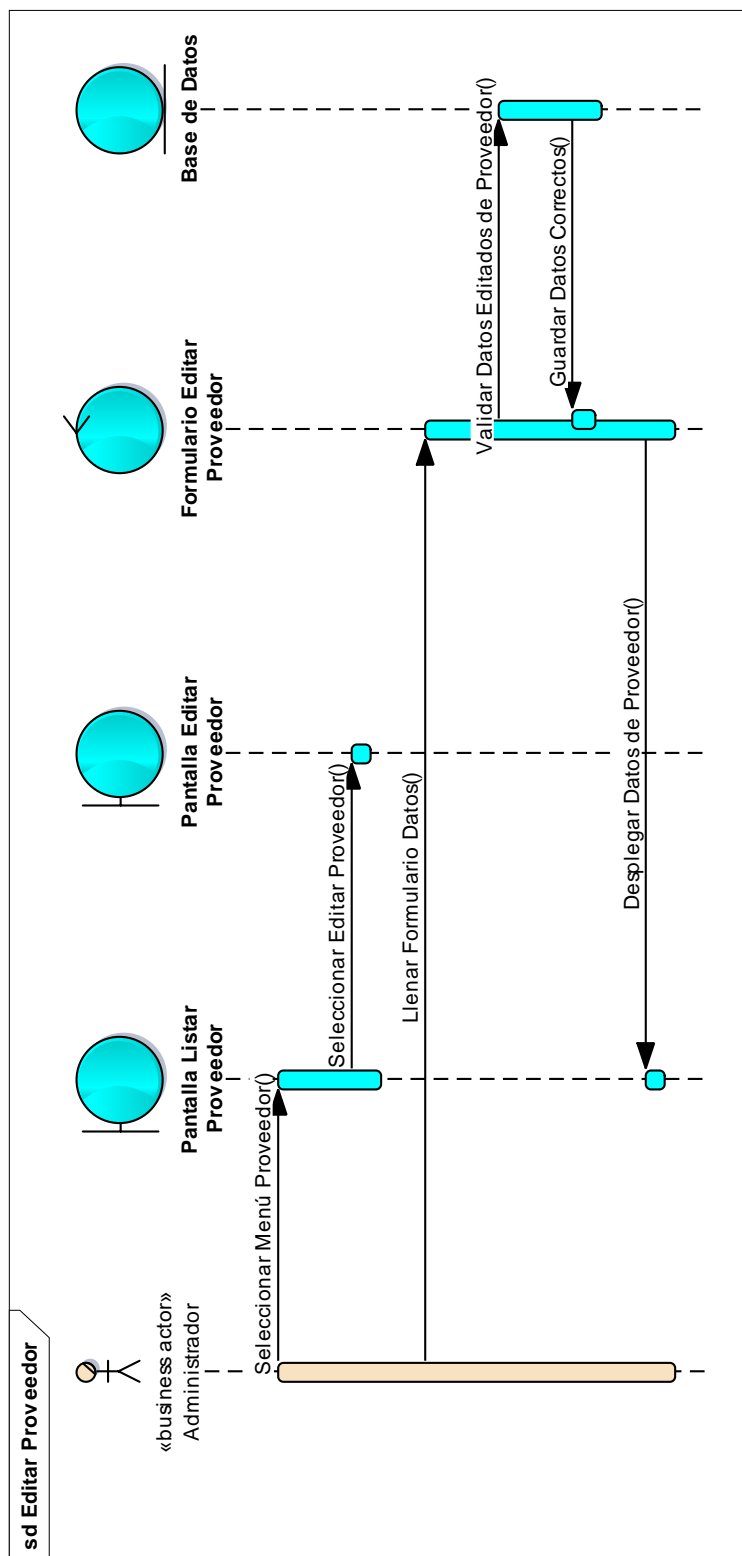 sd Editar Proveedor
«business actor»
Administrador
Pantalla Listar
Proveedor
Pantalla Editar
Proveedor
Formulario Editar
Proveedor
Base de Datos
Seleccionar Menú Proveedor()
Seleccionar Editar Proveedor()
Llenar Formulario Datos()
Validar Datos Editados de Proveedor()
Guardar Datos Correctos()
Desplegar Datos de Proveedor()